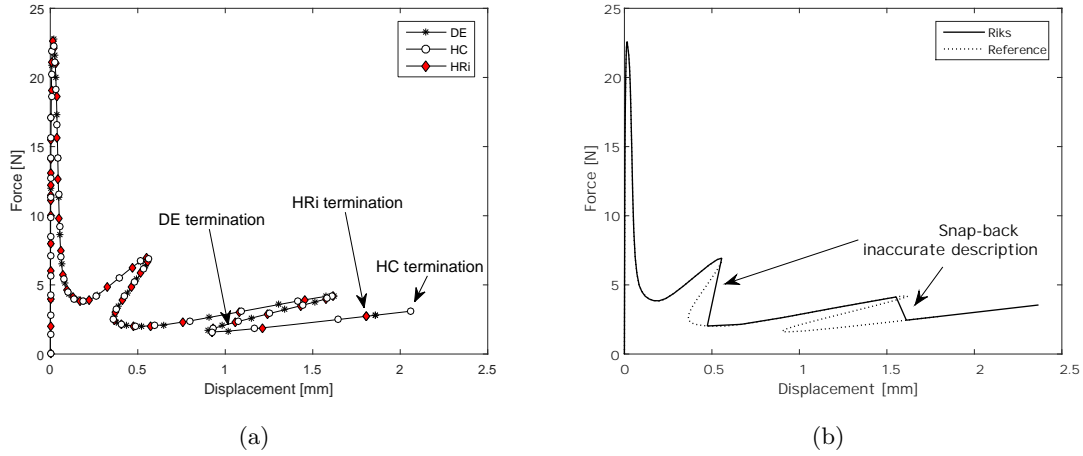 25
20
15
10
5
0
Force [N]
DE
HC
HRi
HRi termination
DE termination
HC termination
0
0.5
1
1.5
2
2.5
Displacement [mm]
(a)
25
20
15
10
5
0
Force [N]
Riks
Reference
Snap-back
inaccurate description
0
0.5
1
1.5
2
2.5
Displacement [mm]
(b)